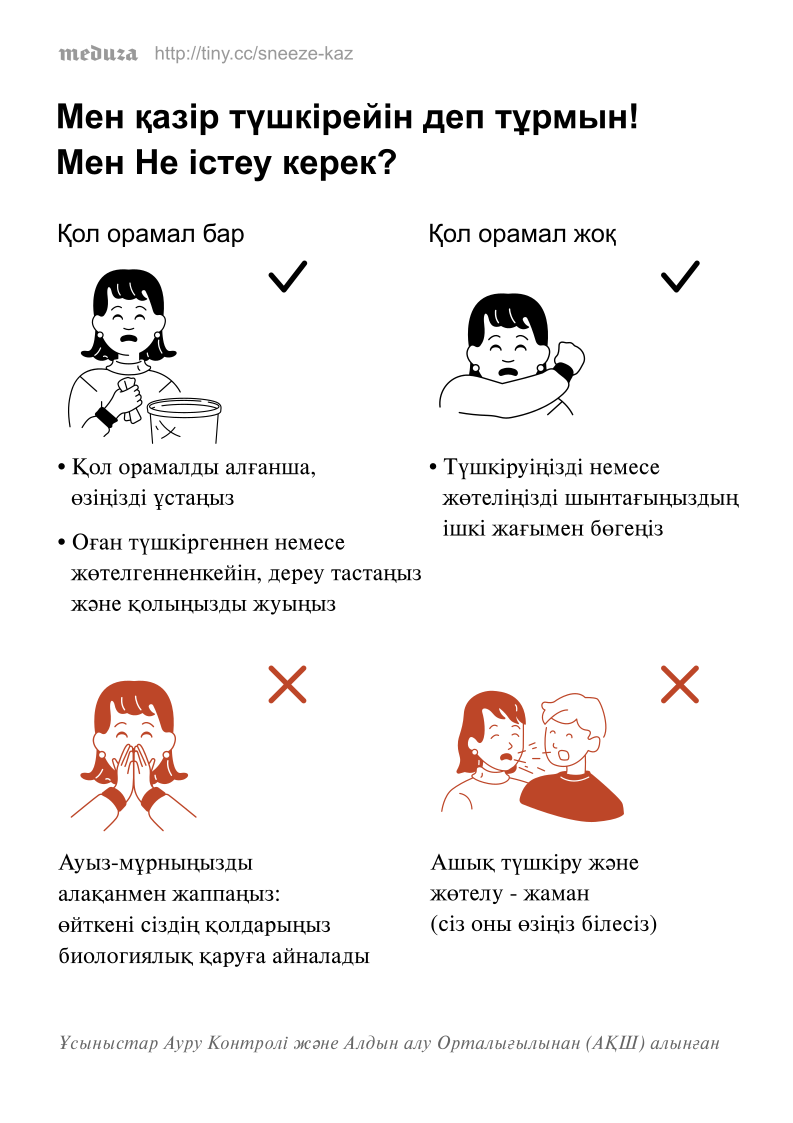 meduza http://tiny.cc/sneeze-kaz
Мен қазір түшкірейін деп тұрмын!
Мен Не істеу керек?
Қол орамал бар
• Қол орамалды алғанша,
өзіңізді ұстаңыз
• Оған түшкіргеннен немесе
жөтелгенненкейін, дереу тастаңыз
және қолыңызды жуыңыз
Қол орамал жоқ
• Түшкіруіңізді немесе
жөтеліңізді шынтағыңыздың
ішкі жағымен бөгеңіз
Ауыз-мұрныңызды
алақанмен жаппаңыз:
өйткені сіздің қолдарыңыз
биологиялық қаруға айналады
Ашық түшкіру және
жөтелу - жаман
(сіз оны өзіңіз білесіз)
Ұсыныстар Ауру Контролі және Алдын алу Орталығылынан (АҚШ) алынған